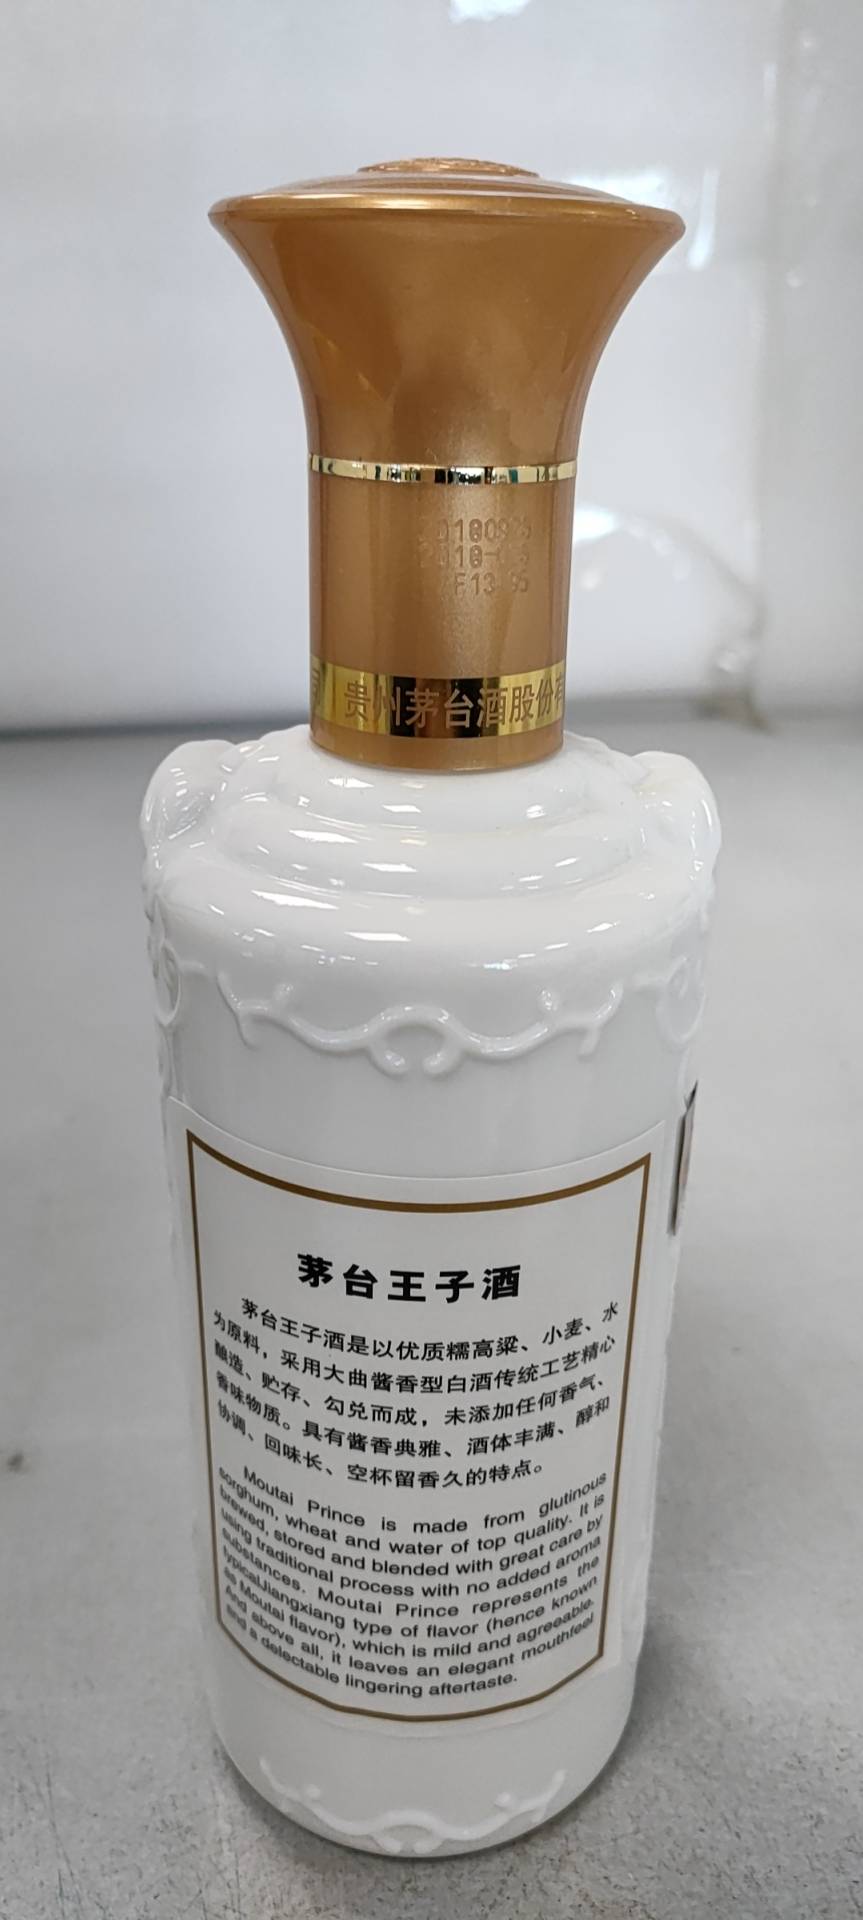 贵州茅台酒股份有
茅台王子酒
茅台王子酒是以优质糯高粱、小麦、水
为原料，采用大曲酱香型白酒传统工艺精心
酿造、贮存、勾兑而成，未添加任何香气、
香味物质。具有酱香典雅、酒体丰满、醇和
协调、回味长、空杯留香久的特点。
Moutai Prince is made from glutinous
sorghum, wheat and water of top quality. It is
brewed, stored and blended with great care by
using traditional process with no added aroma
substances. Moutai Prince represents the
typicalJiangxiang type of flavor (hence known
as Moutai flavor), which is mild and agreeable.
And above all, it leaves an elegant mouthfeel
and a delectable lingering aftertaste.